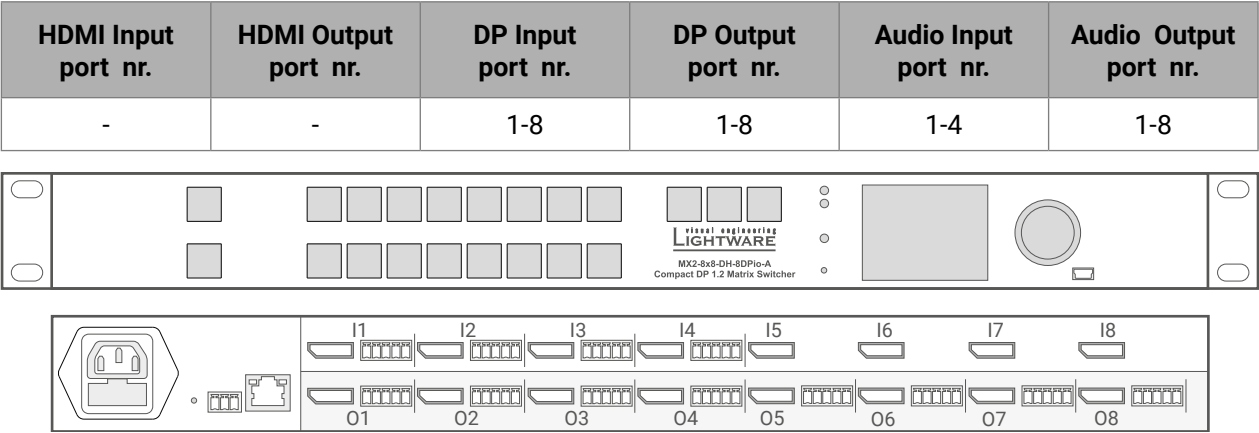 HDMI Input port nr.
HDMI Output port nr.
DP Input port nr.
DP Output port nr.
Audio Input port nr.
Audio Output port nr.
-
-
1-8
1-8
1-4
1-8
visual engineering
LIGHTWARE
MX2-8x8-DH-8DPio-A
Compact DP 1.2 Matrix Switcher
I1 I2 I3 I4 I5 I6 I7 I8
O1 O2 O3 O4 O5 O6 O7 O8